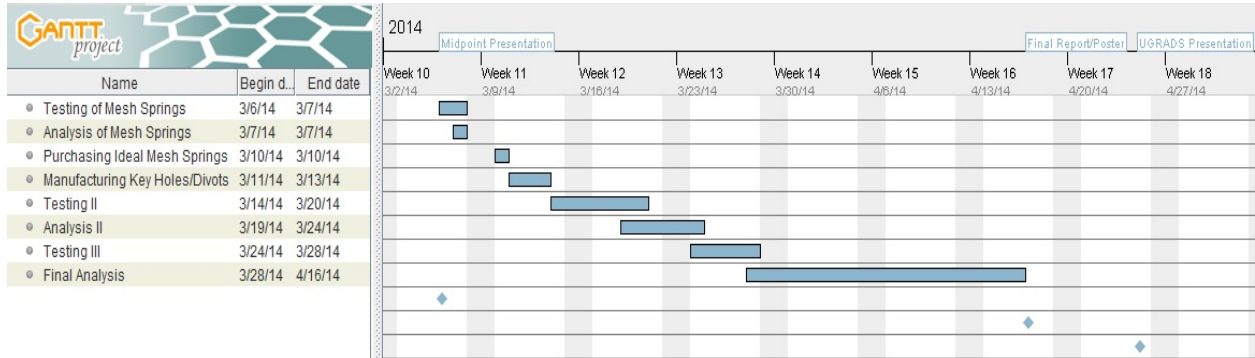 GANTT
project
2014
Midpoint Presentation Final Report/Poster UGRADS Presentation
Week 10 Week 11 Week 12 Week 13 Week 14 Week 15 Week 16 Week 17 Week 18
3/2/14 3/9/14 3/16/14 3/23/14 3/30/14 4/6/14 4/13/14 4/20/14 4/27/14
Name Begin d... End date
Testing of Mesh Springs 3/6/14 3/7/14
Analysis of Mesh Springs 3/7/14 3/7/14
Purchasing Ideal Mesh Springs 3/10/14 3/10/14
Manufacturing Key Holes/Divots 3/11/14 3/13/14
Testing II 3/14/14 3/20/14
Analysis II 3/19/14 3/24/14
Testing III 3/24/14 3/28/14
Final Analysis 3/28/14 4/16/14